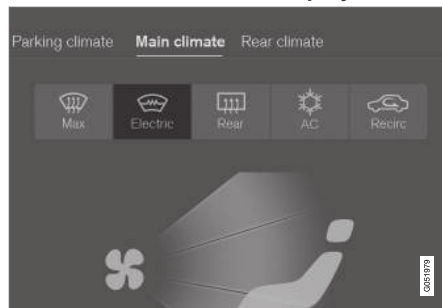 Parking climate Main climate Rear climate
Max Electric Rear AC Recirc
G051979